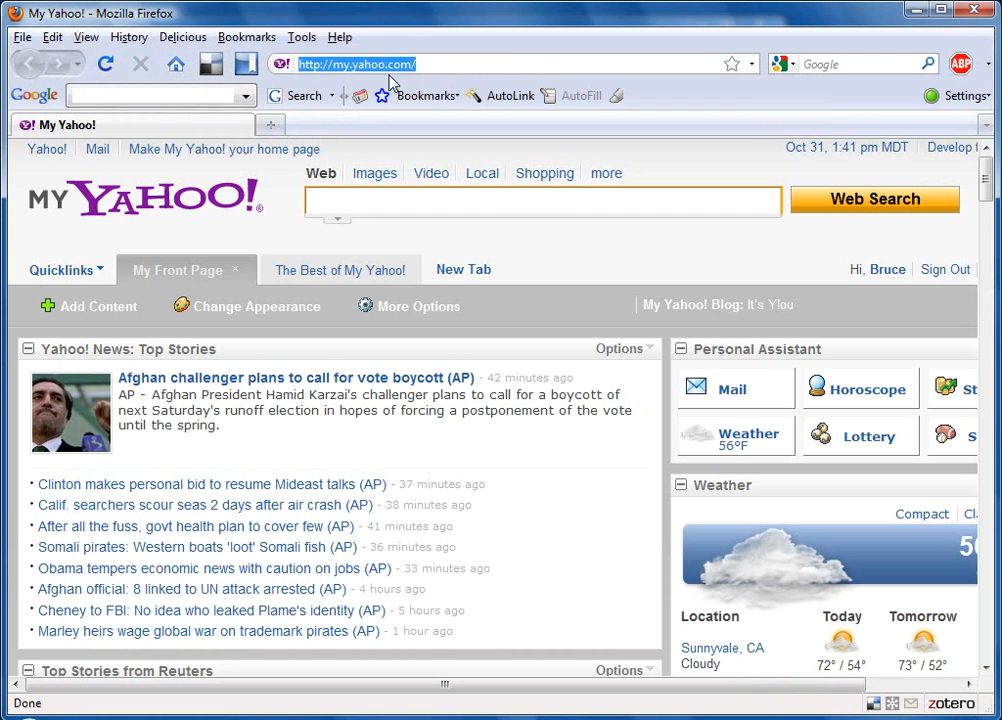 My Yahoo! - Mozilla Firefox
File Edit View History Delicious Bookmarks Tools Help
http://my.yahoo.com/ Google ABP
Google Search Bookmarks AutoLink AutoFill Settings
My Yahoo!
Yahoo! Mail Make My Yahoo! your home page Oct 31, 1:41 pm MDT Develop
Web Images Video Local Shopping more
MY YAHOO!®
Web Search
Quicklinks My Front Page × The Best of My Yahoo! New Tab Hi, Bruce Sign Out
Add Content Change Appearance More Options My Yahoo! Blog: It's Y!ou
Yahoo! News: Top Stories Options
Afghan challenger plans to call for vote boycott (AP) - 42 minutes ago
AP - Afghan President Hamid Karzai's challenger plans to call for a boycott of
next Saturday's runoff election in hopes of forcing a postponement of the vote
until the spring.
• Clinton makes personal bid to resume Mideast talks (AP) - 37 minutes ago
• Calif. searchers scour seas 2 days after air crash (AP) - 38 minutes ago
• After all the fuss, govt health plan to cover few (AP) - 41 minutes ago
• Somali pirates: Western boats 'loot' Somali fish (AP) - 36 minutes ago
• Obama tempers economic news with caution on jobs (AP) - 33 minutes ago
• Afghan official: 8 linked to UN attack arrested (AP) - 4 hours ago
• Cheney to FBI: No idea who leaked Plame's identity (AP) - 5 hours ago
• Marley heirs wage global war on trademark pirates (AP) - 1 hour ago
Top Stories from Reuters Options
Personal Assistant
Mail Horoscope St
Weather Lottery S
56°F
Weather
Compact Cl
5
Location Today Tomorrow
Sunnyvale, CA
Cloudy 72° / 54° 73° / 52°
Done zotero